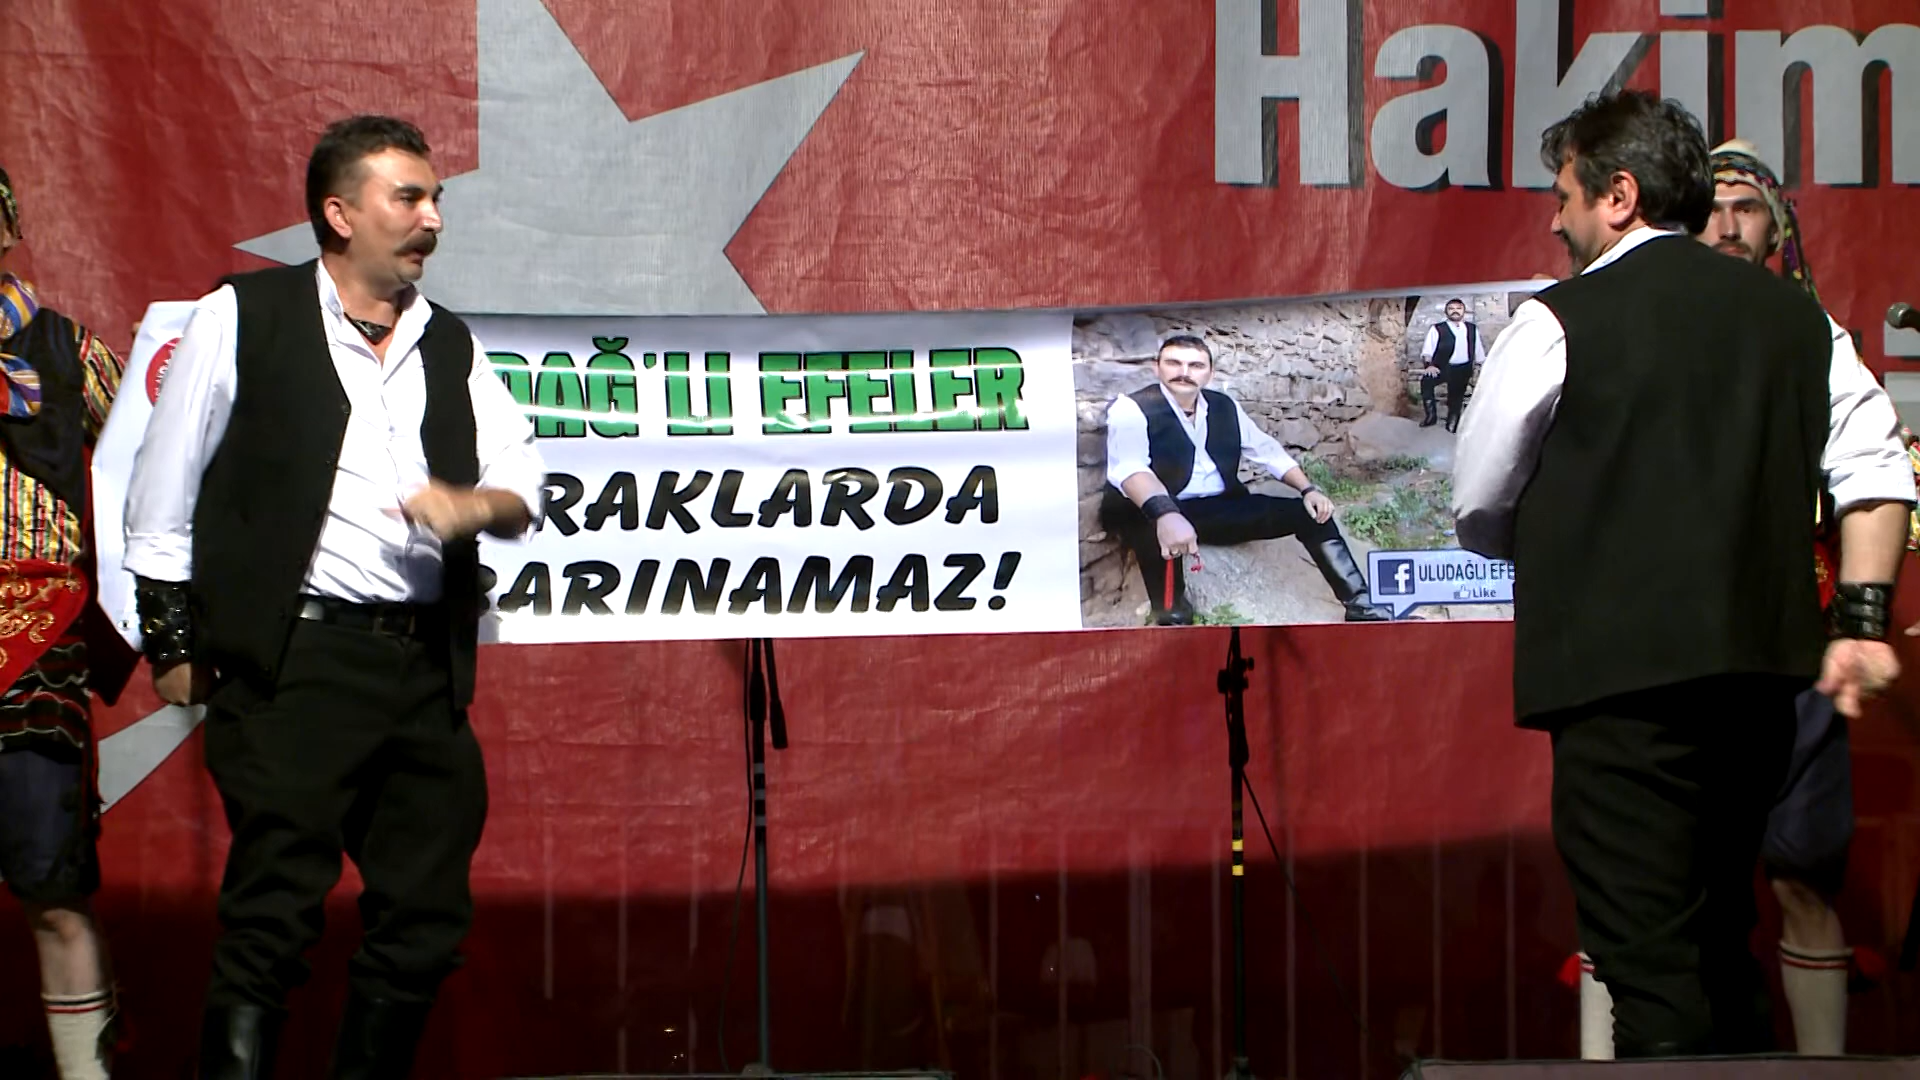 Hakim
DAĞ'LI EFELER
RAKLARDA
BARINAMAZ!
f ULUDAĞLI EFE
Like